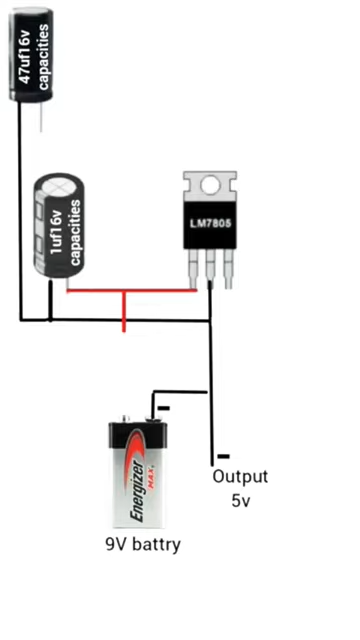 47uf16v
capacities
1uf16v
capacities
LM7805
-
Energizer
MAX.
-
Output
5v
9V battry